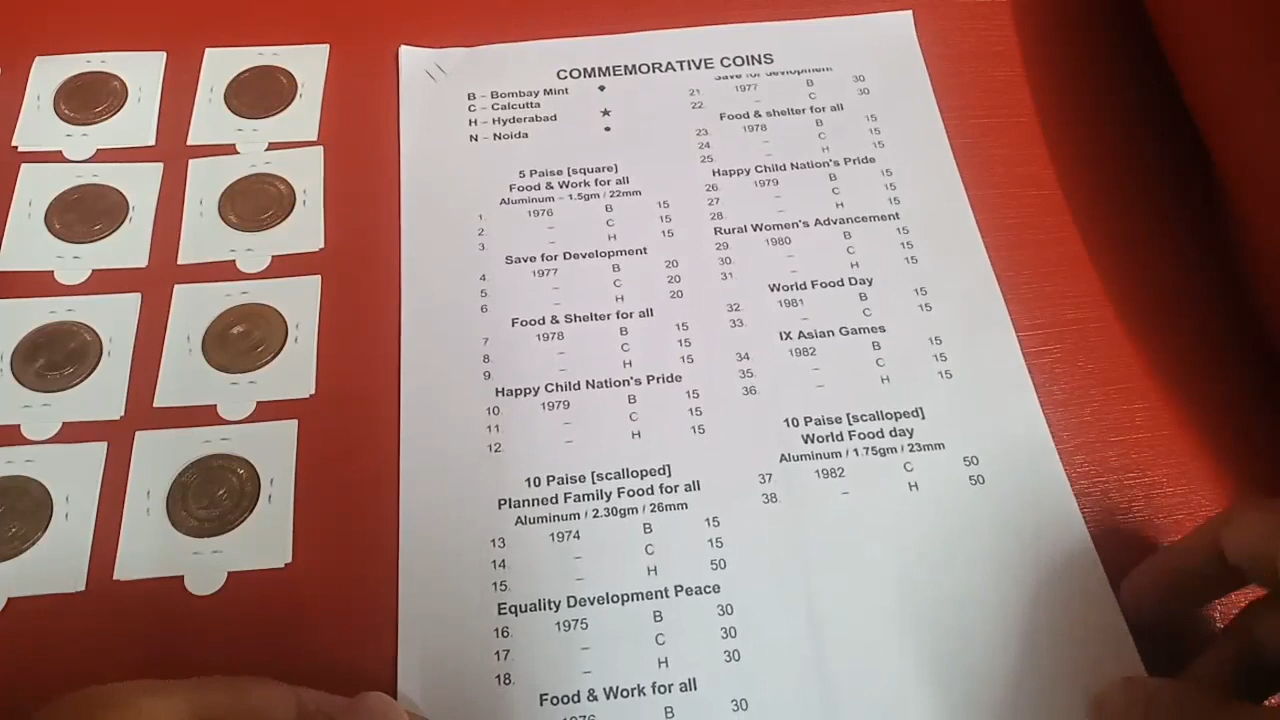 COMMEMORATIVE COINS
B – Bombay Mint ♦
C – Calcutta
H – Hyderabad ★
N – Noida •
5 Paise [square]
Food & Work for all
Aluminum – 1.5gm / 22mm
1. 1976 B 15
2. – C 15
3. – H 15
Save for Development
4. 1977 B 20
5. – C 20
6. – H 20
Food & Shelter for all
7 1978 B 15
8. – C 15
9. – H 15
Happy Child Nation's Pride
10. 1979 B 15
11. – C 15
12. – H 15
10 Paise [scalloped]
Planned Family Food for all
Aluminum / 2.30gm / 26mm
13 1974 B 15
14. – C 15
15. – H 50
Equality Development Peace
16. 1975 B 30
17. – C 30
18. – H 30
Food & Work for all
1976 B 30
Save for devlopment
21. 1977 B 30
22. – C 30
Food & shelter for all
23. 1978 B 15
24. – C 15
25. – H 15
Happy Child Nation's Pride
26. 1979 B 15
27 – C 15
28. – H 15
Rural Women's Advancement
29. 1980 B 15
30. – C 15
31. – H 15
World Food Day
32. 1981 B 15
33. – C 15
IX Asian Games
34. 1982 B 15
35. – C 15
36. – H 15
10 Paise [scalloped]
World Food day
Aluminum / 1.75gm / 23mm
37 1982 C 50
38. – H 50